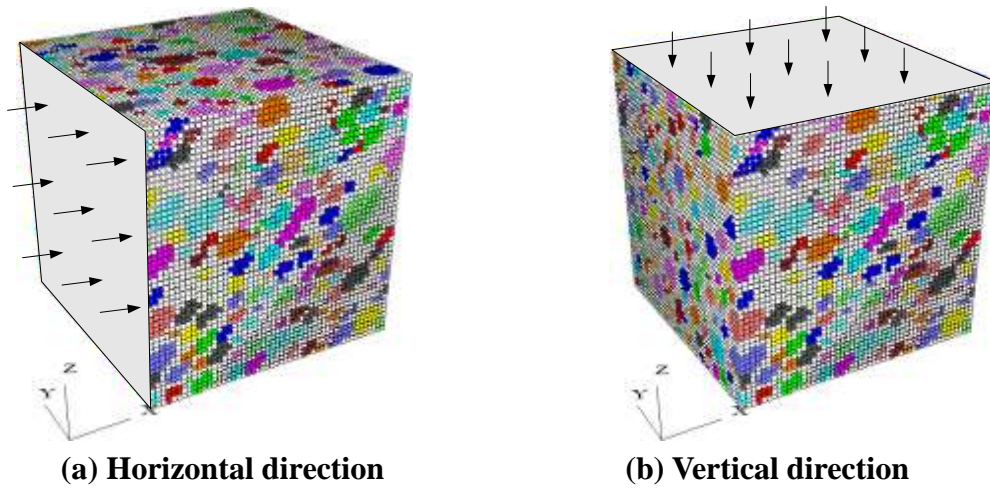 Z
Y
X
(a) Horizontal direction
Z
Y
X
(b) Vertical direction